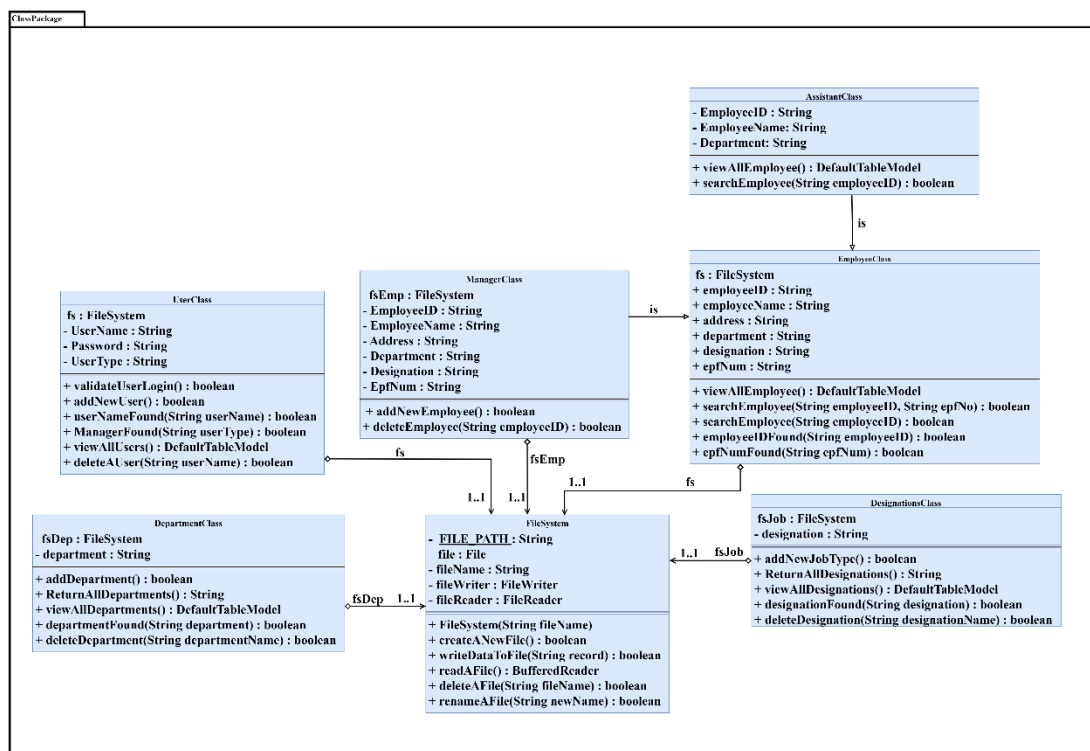 ClassPackage
AssistantClass
- EmployeeID : String
- EmployeeName: String
- Department: String
+ viewAllEmployee() : DefaultTableModel
+ searchEmployee(String employeeID) : boolean
is
EmployeeClass
fs : FileSystem
+ employeeID : String
+ employeeName : String
+ address : String
+ department : String
+ designation : String
+ epfNum : String
+ viewAllEmployee() : DefaultTableModel
+ searchEmployee(String employeeID, String epfNo) : boolean
+ searchEmployee(String employeeID) : boolean
+ employeeIDFound(String employeeID) : boolean
+ epfNumFound(String epfNum) : boolean
ManagerClass
fsEmp : FileSystem
- EmployeeID : String
- EmployeeName : String
- Address : String
- Department : String
- Designation : String
- EpfNum : String
+ addNewEmployee() : boolean
+ deleteEmployee(String employeeID) : boolean
is
UserClass
fs : FileSystem
- UserName : String
- Password : String
- UserType : String
+ validateUserLogin() : boolean
+ addNewUser() : boolean
+ userNameFound(String userName) : boolean
+ ManagerFound(String userType) : boolean
+ viewAllUsers() : DefaultTableModel
+ deleteAUser(String userName) : boolean
fs
1..1
fsEmp
1..1
fs
1..1
DepartmentClass
fsDep : FileSystem
- department : String
+ addDepartment() : boolean
+ ReturnAllDepartments() : String
+ viewAllDepartments() : DefaultTableModel
+ departmentFound(String department) : boolean
+ deleteDepartment(String departmentName) : boolean
fsDep
1..1
FileSystem
- FILE_PATH : String
file : File
- fileName : String
- fileWriter : FileWriter
- fileReader : FileReader
+ FileSystem(String fileName)
+ createANewFile() : boolean
+ writeDataToFile(String record) : boolean
+ readAFile() : BufferedReader
+ deleteAFile(String fileName) : boolean
+ renameAFile(String newName) : boolean
1..1
fsJob
DesignationsClass
fsJob : FileSystem
- designation : String
+ addNewJobType() : boolean
+ ReturnAllDesignations() : String
+ viewAllDesignations() : DefaultTableModel
+ designationFound(String designation) : boolean
+ deleteDesignation(String designationName) : boolean